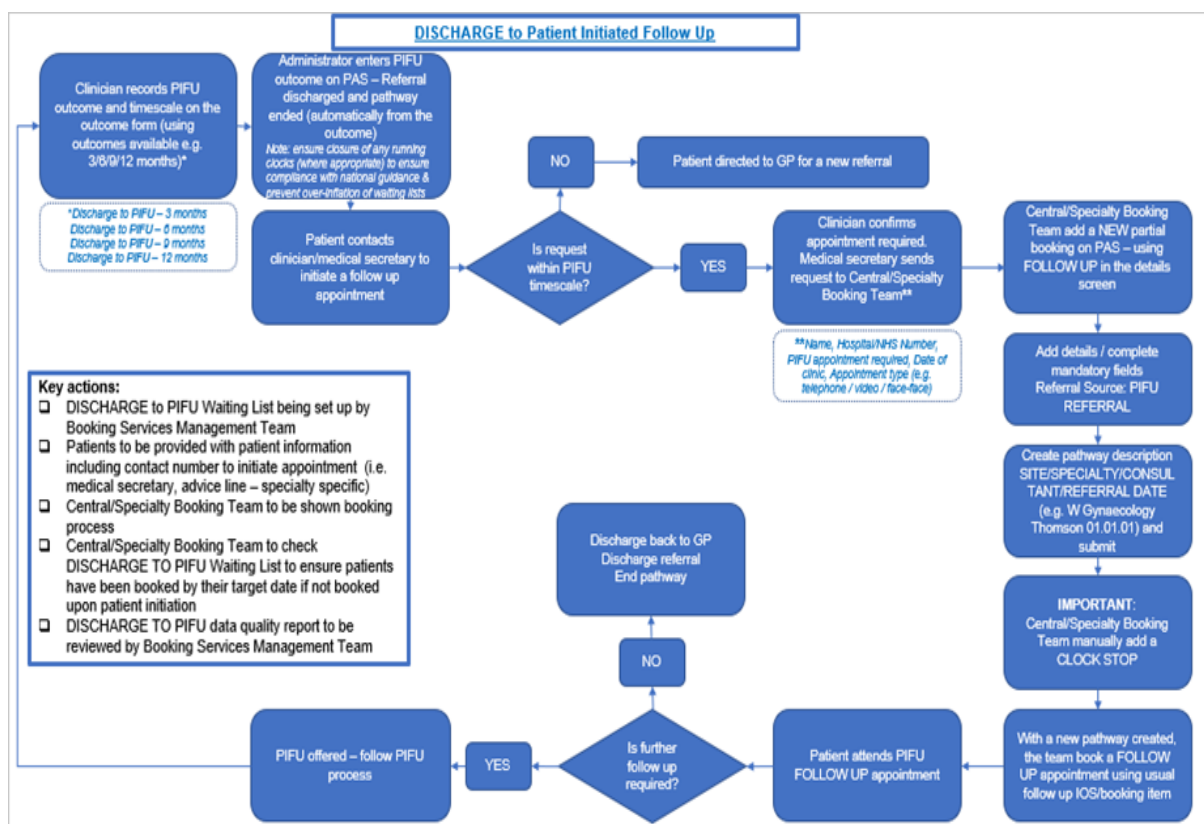 DISCHARGE to Patient Initiated Follow Up
Clinician records PIFU
outcome and timescale on the
outcome form (using
outcomes available e.g.
3/6/9/12 months)*
*Discharge to PIFU – 3 months
Discharge to PIFU – 6 months
Discharge to PIFU – 9 months
Discharge to PIFU – 12 months
Administrator enters PIFU
outcome on PAS – Referral
discharged and pathway
ended (automatically from the
outcome)
Note: ensure closure of any running
clocks (where appropriate) to ensure
compliance with national guidance &
prevent over-inflation of waiting lists
Patient contacts
clinician/medical secretary to
initiate a follow up
appointment
Is request
within PIFU
timescale?
NO
Patient directed to GP for a new referral
YES
Clinician confirms
appointment required.
Medical secretary sends
request to Central/Specialty
Booking Team**
**Name, Hospital/NHS Number,
PIFU appointment required, Date of
clinic, Appointment type (e.g.
telephone / video / face-face)
Central/Specialty Booking
Team add a NEW partial
booking on PAS – using
FOLLOW UP in the details
screen
Add details / complete
mandatory fields
Referral Source: PIFU
REFERRAL
Create pathway description
SITE/SPECIALTY/CONSUL
TANT/REFERRAL DATE
(e.g. W Gynaecology
Thomson 01.01.01) and
submit
IMPORTANT:
Central/Specialty Booking
Team manually add a
CLOCK STOP
With a new pathway created,
the team book a FOLLOW
UP appointment using usual
follow up IOS/booking item
Patient attends PIFU
FOLLOW UP appointment
Is further
follow up
required?
NO
Discharge back to GP
Discharge referral
End pathway
YES
PIFU offered – follow PIFU
process
Key actions:
❑ DISCHARGE to PIFU Waiting List being set up by
Booking Services Management Team
❑ Patients to be provided with patient information
including contact number to initiate appointment (i.e.
medical secretary, advice line – specialty specific)
❑ Central/Specialty Booking Team to be shown booking
process
❑ Central/Specialty Booking Team to check
DISCHARGE TO PIFU Waiting List to ensure patients
have been booked by their target date if not booked
upon patient initiation
❑ DISCHARGE TO PIFU data quality report to be
reviewed by Booking Services Management Team